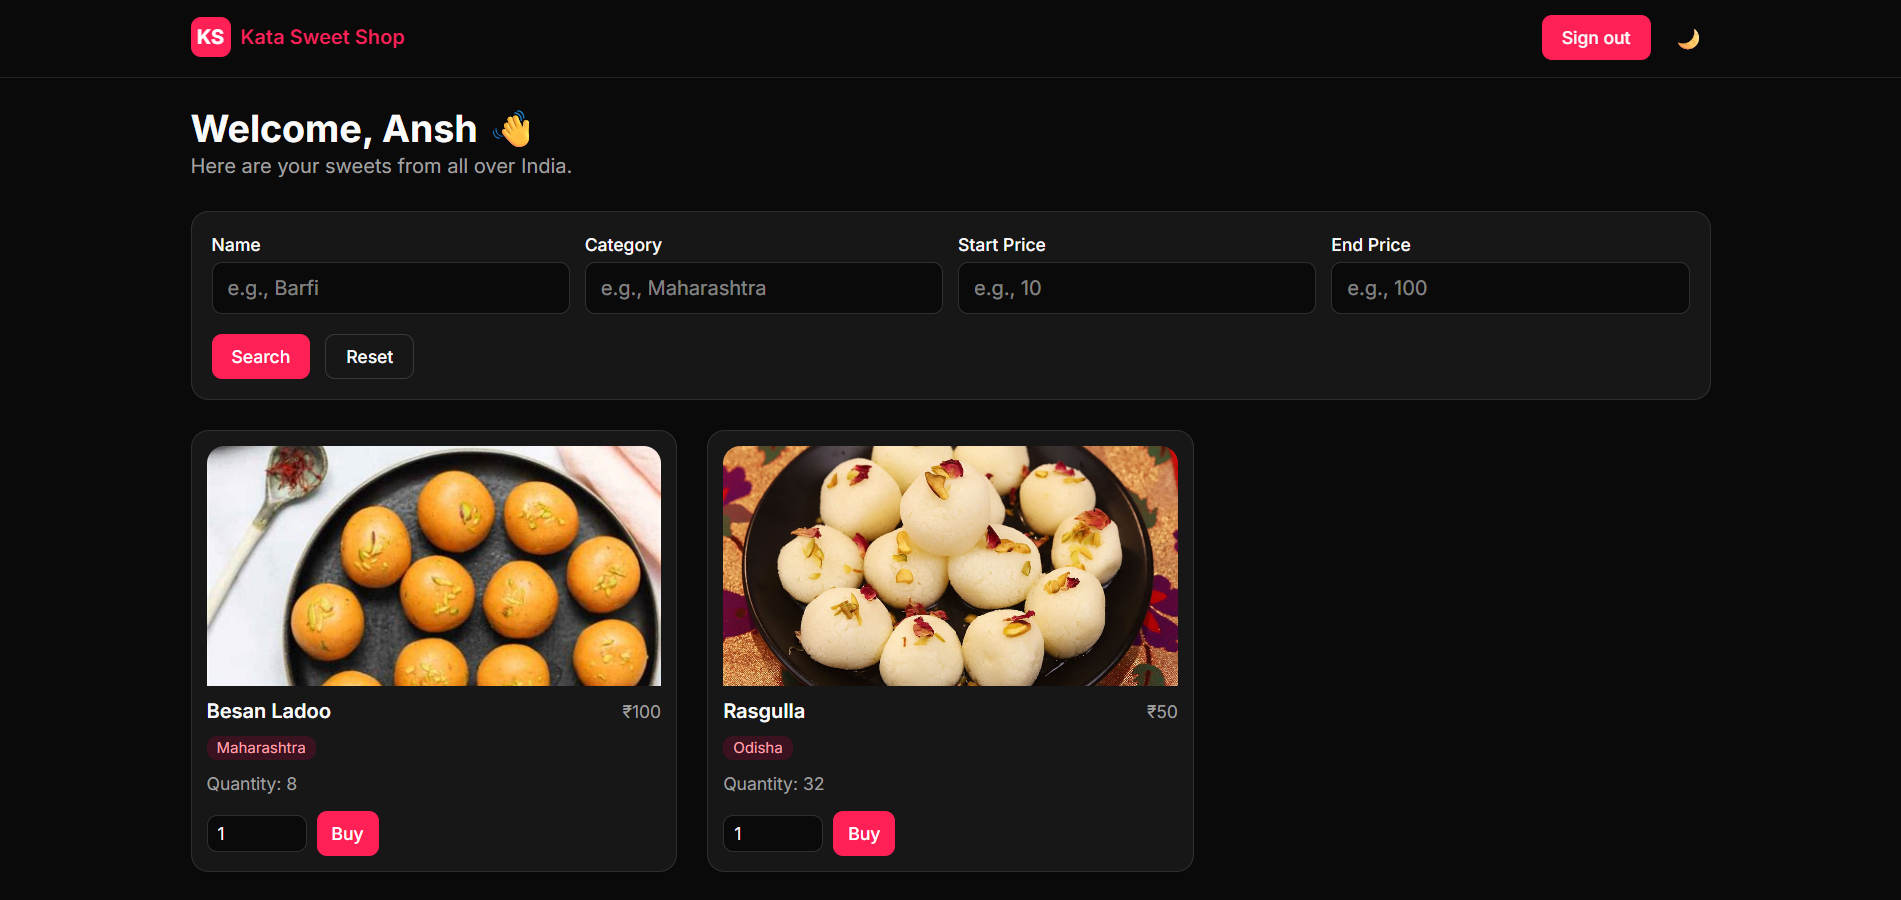 KS Kata Sweet Shop
Sign out
Welcome, Ansh 👋
Here are your sweets from all over India.
Name
Category
Start Price
End Price
e.g., Barfi
e.g., Maharashtra
e.g., 10
e.g., 100
Search
Reset
Besan Ladoo
₹100
Maharashtra
Quantity: 8
1
Buy
Rasgulla
₹50
Odisha
Quantity: 32
1
Buy